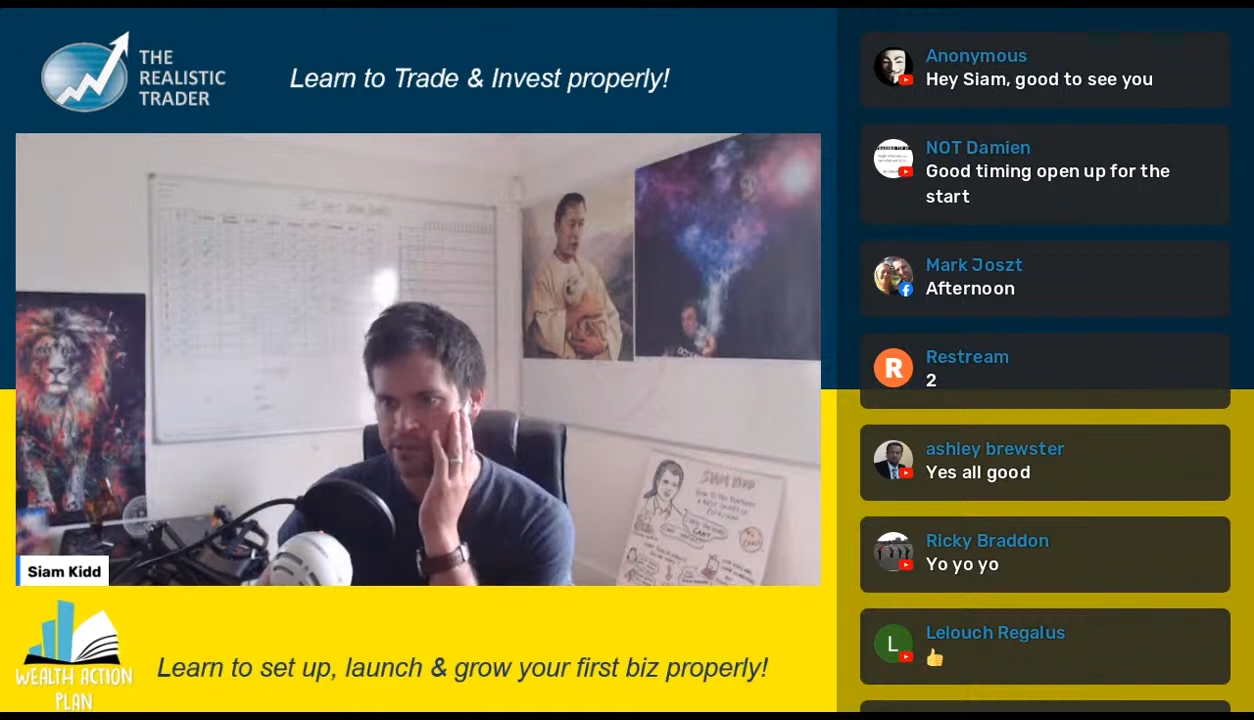 THE
REALISTIC
TRADER
Learn to Trade & Invest properly!
SIAM KIDD
Siam Kidd
WEALTH ACTION
PLAN
Learn to set up, launch & grow your first biz properly!
Anonymous
Hey Siam, good to see you
NOT Damien
Good timing open up for the
start
Mark Joszt
Afternoon
R
Restream
2
ashley brewster
Yes all good
Ricky Braddon
Yo yo yo
L
Lelouch Regalus
👍